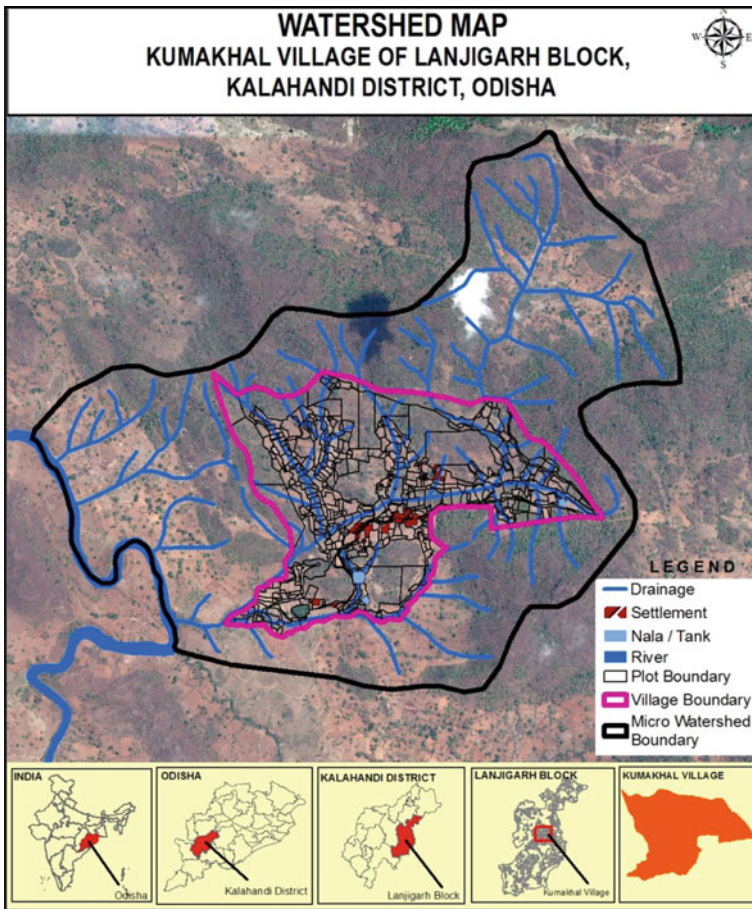 WATERSHED MAP
KUMAKHAL VILLAGE OF LANJIGARH BLOCK,
KALAHANDI DISTRICT, ODISHA
N
W E
S
LEGEND
Drainage
Settlement
Nala / Tank
River
Plot Boundary
Village Boundary
Micro Watershed
Boundary
INDIA
Odisha
ODISHA
Kalahandi District
KALAHANDI DISTRICT
Lanjigarh Block
LANJIGARH BLOCK
Kumakhal Village
KUMAKHAL VILLAGE